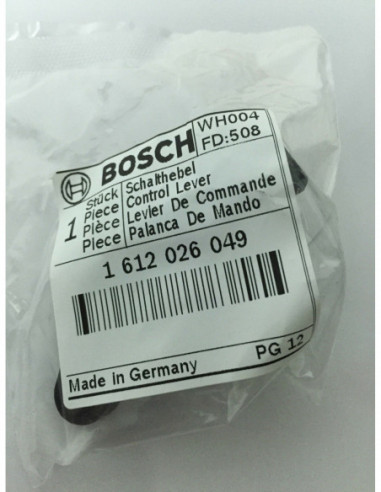 BOSCH
WH004
FD:508
1
Stück Schalthebel
Piece Control Lever
Pièce Levier De Commande
Piece Palanca De Mando
1 612 026 049
Made in Germany
PG 12